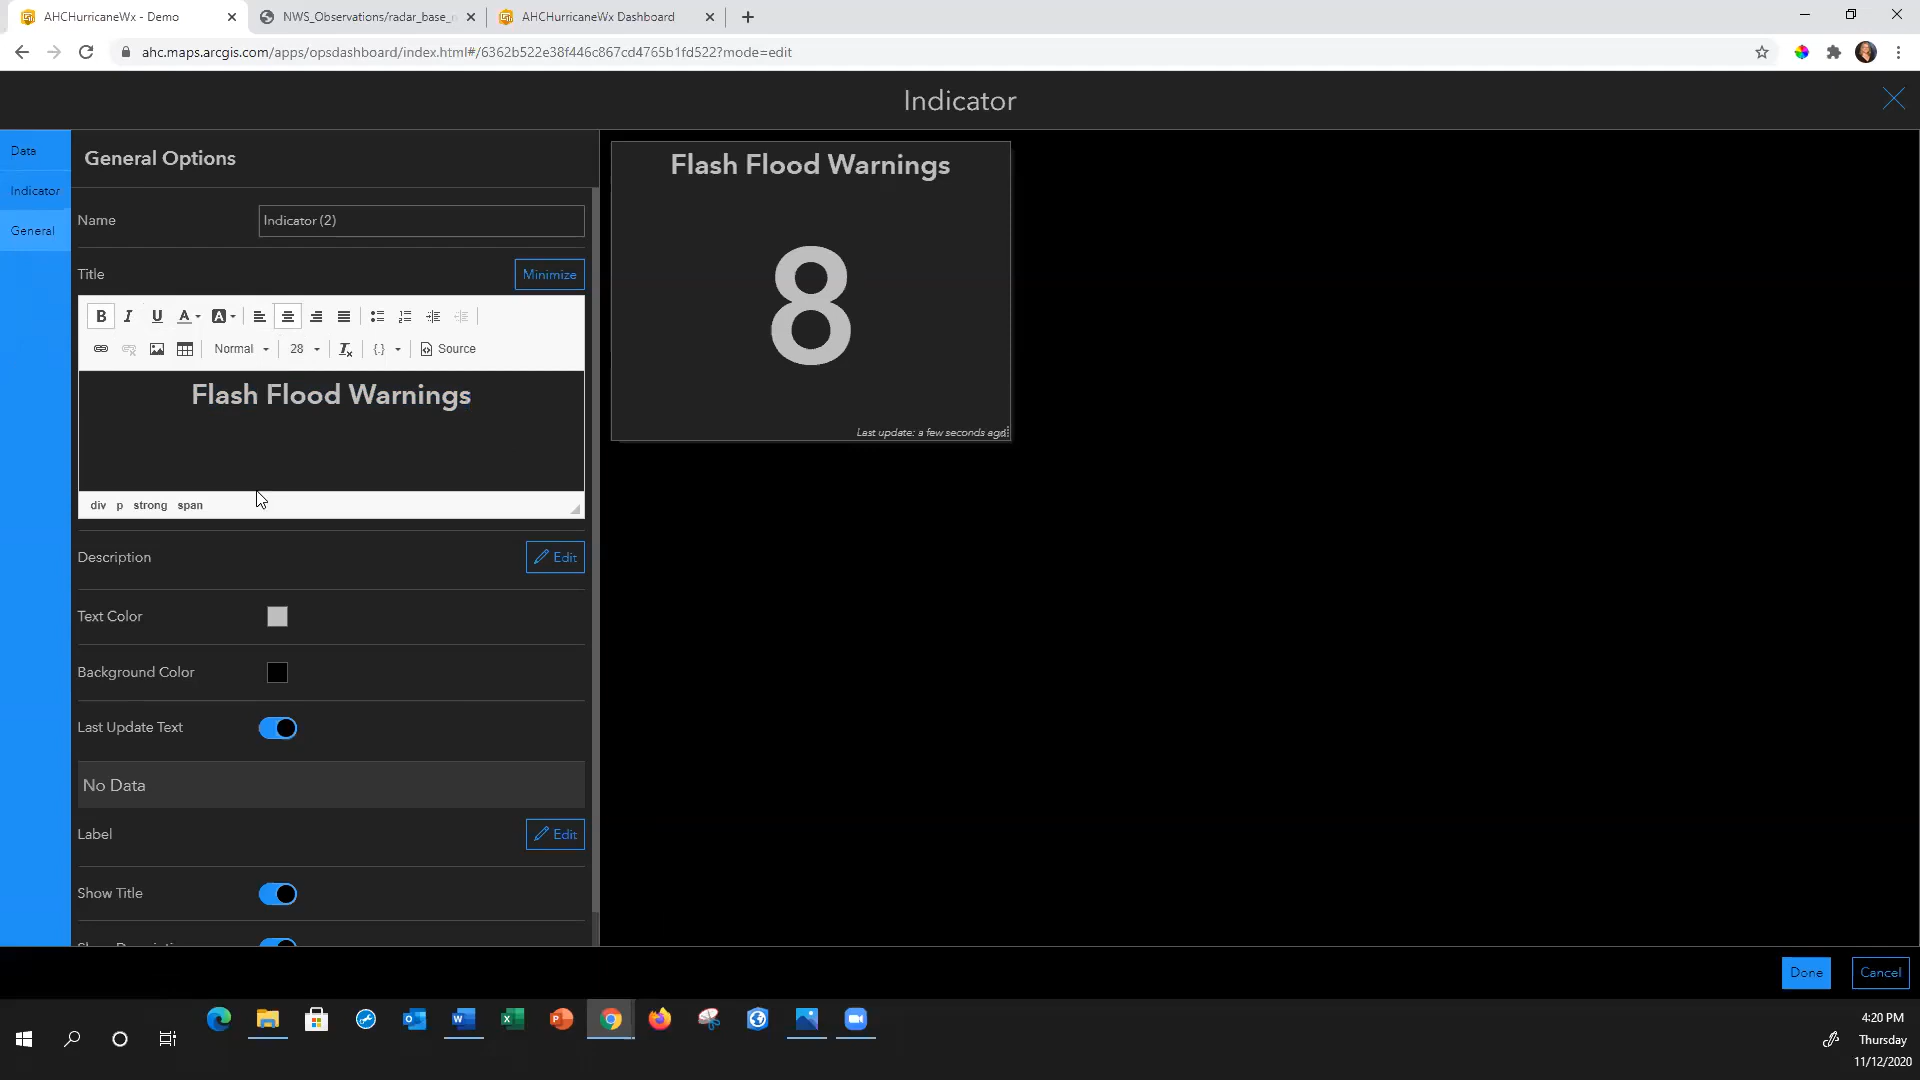 AHCHurricaneWx - Demo
NWS_Observations/radar_base_
AHCHurricaneWx Dashboard
ahc.maps.arcgis.com/apps/opsdashboard/index.html#/6362b522e38f446c867cd4765b1fd522?mode=edit
Indicator
Data
Indicator
General
General Options
Name
Indicator (2)
Title
Minimize
B I U A A
Normal 28 {.} Source
Flash Flood Warnings
div p strong span
Description
Edit
Text Color
Background Color
Last Update Text
No Data
Label
Edit
Show Title
Flash Flood Warnings
8
Last update: a few seconds ago
Done
Cancel
4:20 PM
Thursday
11/12/2020